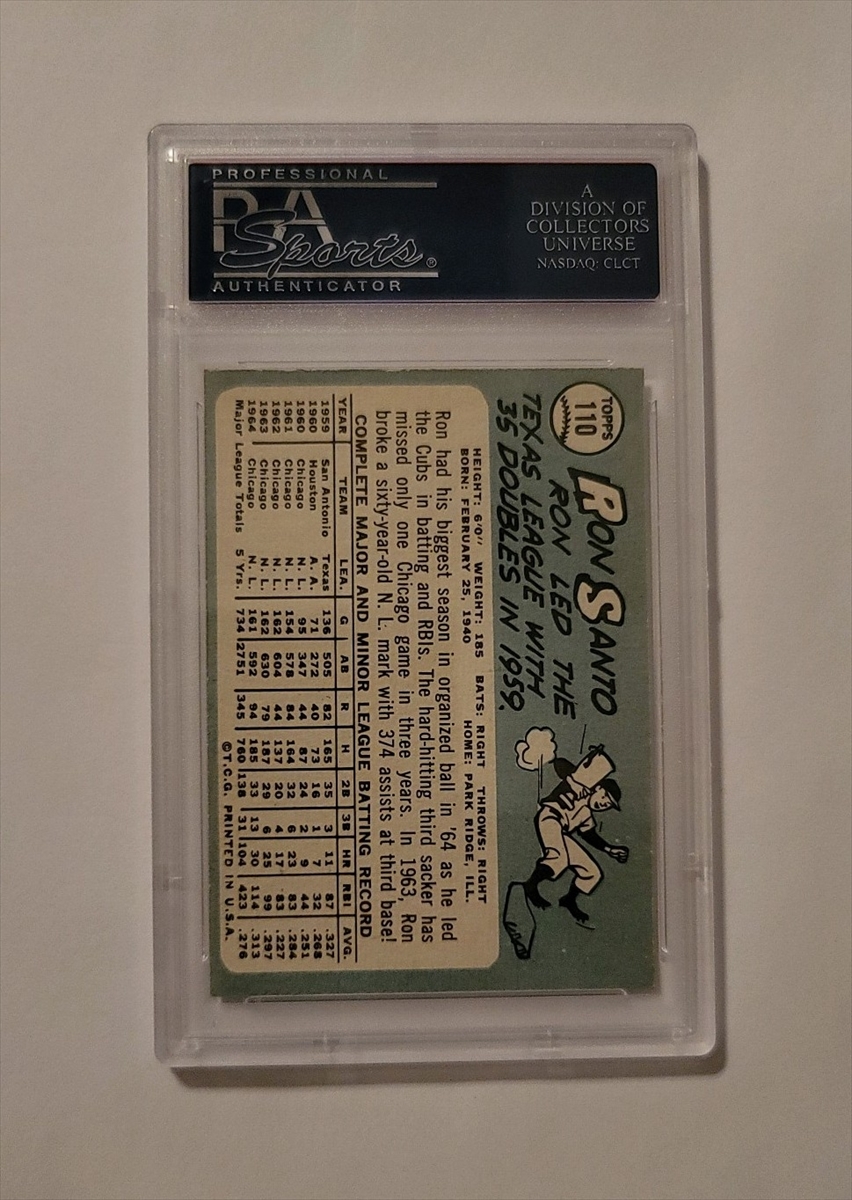 PROFESSIONAL
PSA
Sports®
AUTHENTICATOR
A
DIVISION OF
COLLECTORS
UNIVERSE
NASDAQ: CLCT
TOPPS
110
RON SANTO
RON LED THE
TEXAS LEAGUE WITH
35 DOUBLES IN 1959.
HEIGHT: 6'0" WEIGHT: 185 BATS: RIGHT THROWS: RIGHT
BORN: FEBRUARY 25, 1940 HOME: PARK RIDGE, ILL.
Ron had his biggest season in organized ball in '64 as he led
the Cubs in batting and RBIs. The hard-hitting third sacker has
missed only one Chicago game in three years. In 1963, Ron
broke a sixty-year-old N. L. mark with 374 assists at third base!
COMPLETE MAJOR AND MINOR LEAGUE BATTING RECORD
YEAR TEAM LEA. G AB R H 2B 3B HR RBI AVG.
1959 San Antonio Texas 136 505 82 165 35 3 11 87 .327
1960 Houston A. A. 71 272 40 73 16 1 7 32 .268
1960 Chicago N. L. 95 347 44 87 24 2 9 44 .251
1961 Chicago N. L. 154 578 84 164 32 6 23 83 .284
1962 Chicago N. L. 162 604 44 137 20 4 17 83 .227
1963 Chicago N. L. 162 630 79 187 29 6 25 99 .297
1964 Chicago N. L. 161 592 94 185 33 13 30 114 .313
Major League Totals 5 Yrs. 734 2751 345 760 138 31 104 423 .276
©T.C.G. PRINTED IN U.S.A.